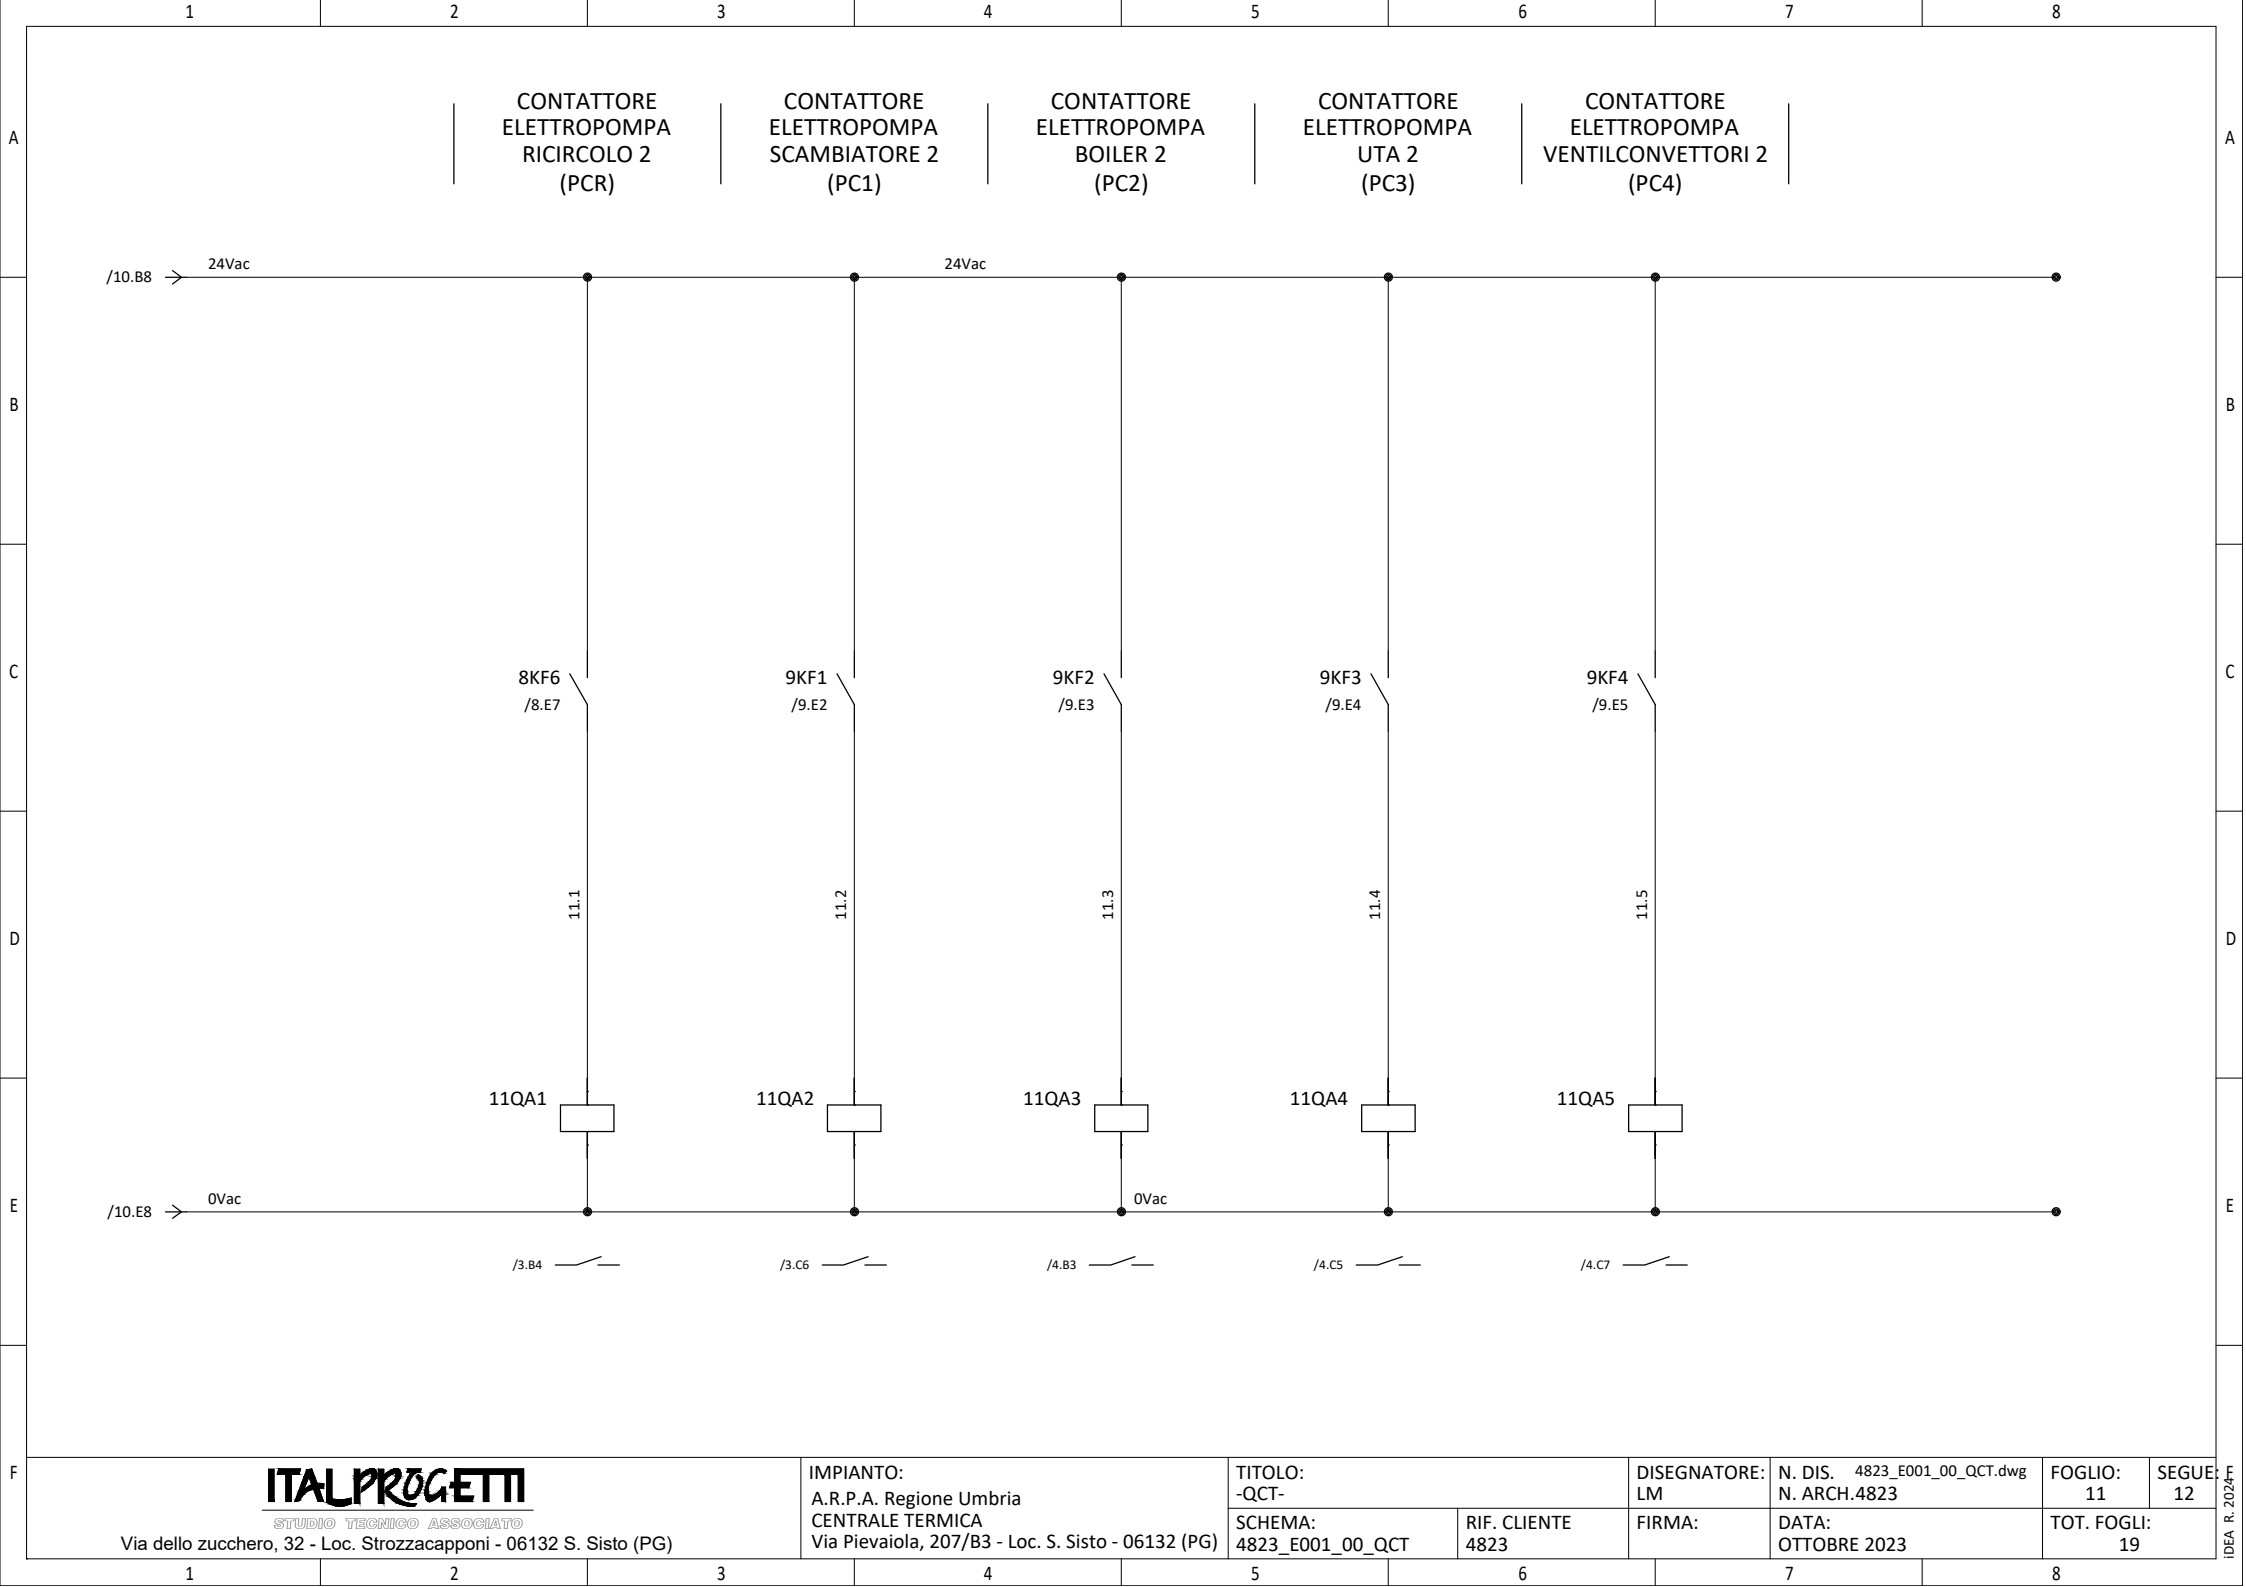 1 2 3 4 5 6 7 8
CONTATTORE
ELETTROPOMPA
RICIRCOLO 2
(PCR)
CONTATTORE
ELETTROPOMPA
SCAMBIATORE 2
(PC1)
CONTATTORE
ELETTROPOMPA
BOILER 2
(PC2)
CONTATTORE
ELETTROPOMPA
UTA 2
(PC3)
CONTATTORE
ELETTROPOMPA
VENTILCONVETTORI 2
(PC4)
A A
/10.B8 24Vac 24Vac
B B
C C
8KF6
/8.E7
9KF1
/9.E2
9KF2
/9.E3
9KF3
/9.E4
9KF4
/9.E5
11.1 11.2 11.3 11.4 11.5
D D
11QA1 11QA2 11QA3 11QA4 11QA5
E E
/10.E8 0Vac 0Vac
/3.B4 /3.C6 /4.B3 /4.C5 /4.C7
F F
ITALPROGETTI
STUDIO TECNICO ASSOCIATO
Via dello zucchero, 32 - Loc. Strozzacapponi - 06132 S. Sisto (PG)
IMPIANTO:
A.R.P.A. Regione Umbria
CENTRALE TERMICA
Via Pievaiola, 207/B3 - Loc. S. Sisto - 06132 (PG)
TITOLO:
-QCT-
SCHEMA:
4823_E001_00_QCT
RIF. CLIENTE
4823
DISEGNATORE:
LM
FIRMA:
N. DIS. 4823_E001_00_QCT.dwg
N. ARCH.4823
DATA:
OTTOBRE 2023
FOGLIO:
11
SEGUE:
12
TOT. FOGLI:
19
iDEA R. 2024
1 2 3 4 5 6 7 8